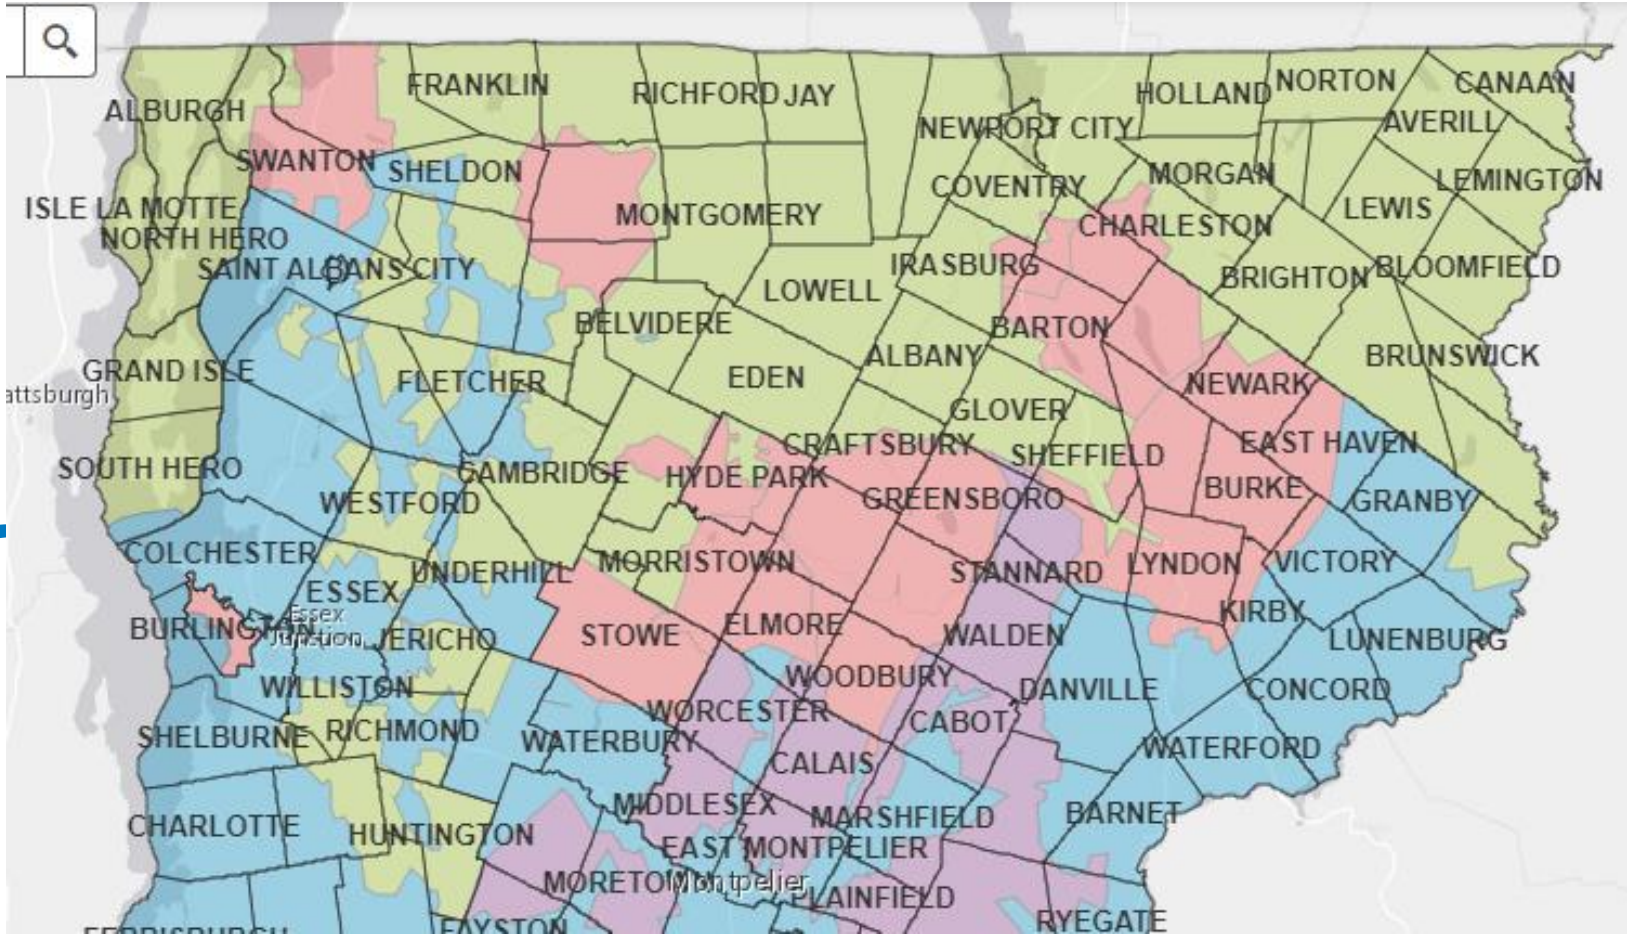 FRANKLIN
RICHFORD
JAY
HOLLAND
NORTON
CANAAN
ALBURGH
NEWPORT CITY
AVERILL
SWANTON
SHELDON
COVENTRY
MORGAN
LEMINGTON
ISLE LA MOTTE
MONTGOMERY
CHARLESTON
LEWIS
NORTH HERO
SAINT ALBANS CITY
IRASBURG
BRIGHTON
BLOOMFIELD
LOWELL
BELVIDERE
BARTON
GRAND ISLE
ALBANY
BRUNSWICK
attsburgh
FLETCHER
EDEN
NEWARK
GLOVER
CRAFTSBURY
SHEFFIELD
EAST HAVEN
SOUTH HERO
CAMBRIDGE
HYDE PARK
WESTFORD
GREENSBORO
BURKE
GRANBY
COLCHESTER
MORRISTOWN
LYNDON
VICTORY
ESSEX
UNDERHILL
STANNARD
Essex
Junction
BURLINGTON
JERICHO
STOWE
ELMORE
WALDEN
KIRBY
LUNENBURG
WILLISTON
WOODBURY
DANVILLE
CONCORD
SHELBURNE
RICHMOND
WATERBURY
WORCESTER
CABOT
WATERFORD
CALAIS
CHARLOTTE
HUNTINGTON
MIDDLESEX
MARSHFIELD
BARNET
EAST MONTPELIER
MORETOWN
Montpelier
PLAINFIELD
RYEGATE
FERRISBURGH
FAYSTON